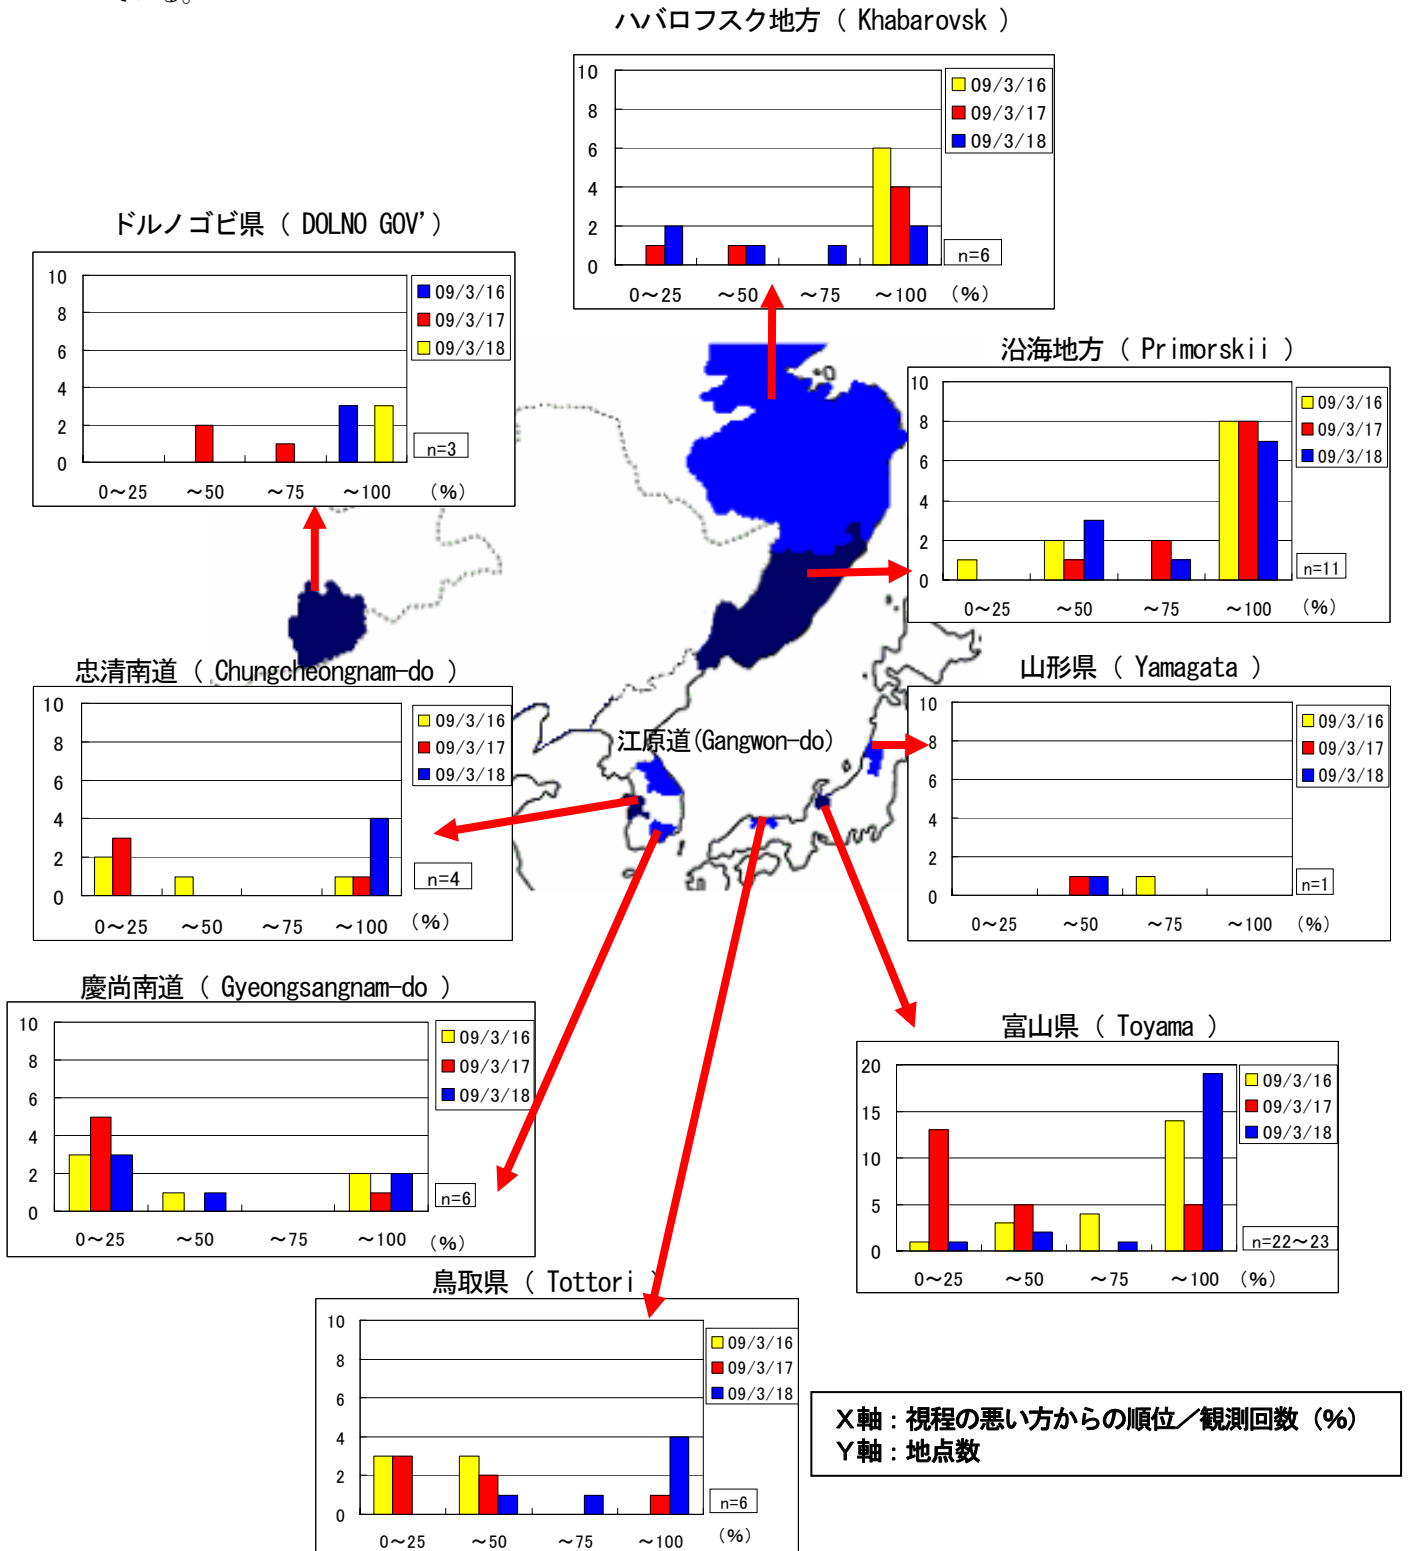 ている。
ハバロフスク地方（ Khabarovsk ）
10
8
6
4
2
0
0～25 ～50 ～75 ～100 (%)
09/3/16
09/3/17
09/3/18
n=6
ドルノゴビ県（ DOLNO GOV'）
10
8
6
4
2
0
0～25 ～50 ～75 ～100 (%)
09/3/16
09/3/17
09/3/18
n=3
沿海地方（ Primorskii ）
10
8
6
4
2
0
0～25 ～50 ～75 ～100 (%)
09/3/16
09/3/17
09/3/18
n=11
忠清南道（ Chungcheongnam-do ）
10
8
6
4
2
0
0～25 ～50 ～75 ～100 (%)
09/3/16
09/3/17
09/3/18
n=4
江原道(Gangwon-do)
山形県（ Yamagata ）
10
8
6
4
2
0
0～25 ～50 ～75 ～100 (%)
09/3/16
09/3/17
09/3/18
n=1
慶尚南道（ Gyeongsangnam-do ）
10
8
6
4
2
0
0～25 ～50 ～75 ～100 (%)
09/3/16
09/3/17
09/3/18
n=6
富山県（ Toyama ）
20
15
10
5
0
0～25 ～50 ～75 ～100 (%)
09/3/16
09/3/17
09/3/18
n=22～23
鳥取県（ Tottori ）
10
8
6
4
2
0
0～25 ～50 ～75 ～100 (%)
09/3/16
09/3/17
09/3/18
n=6
X軸：視程の悪い方からの順位／観測回数（%）
Y軸：地点数